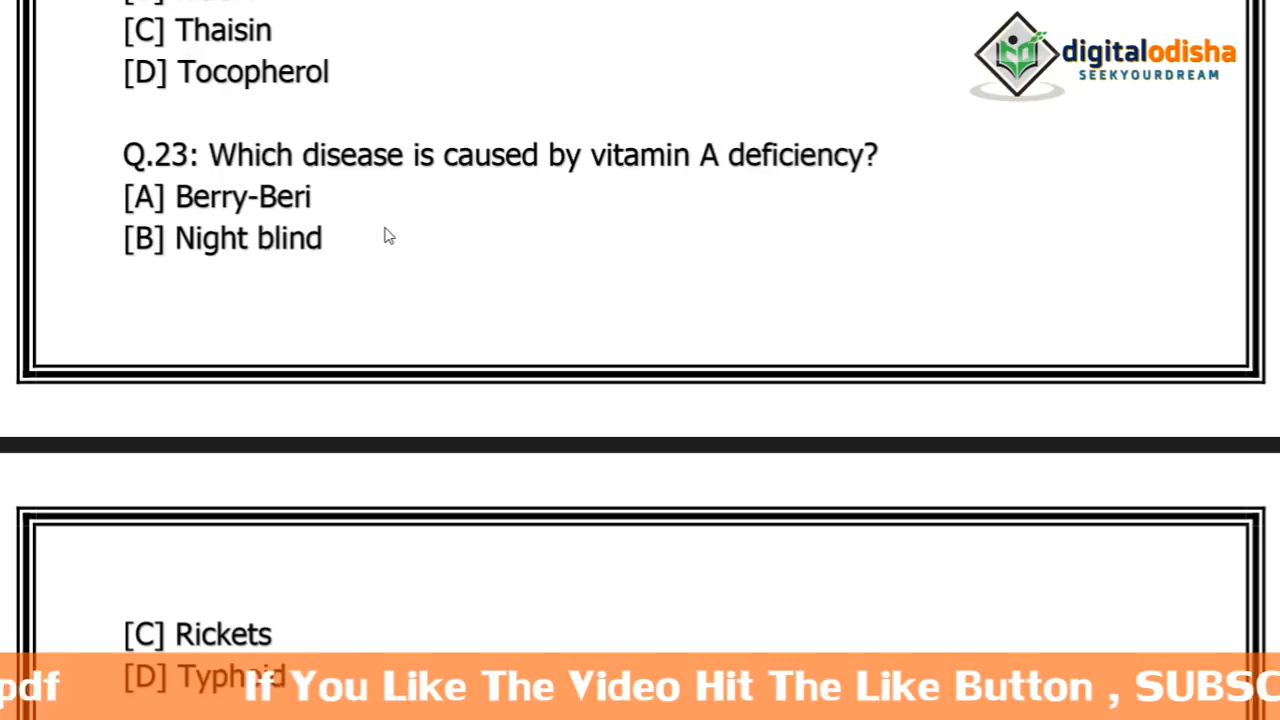 [C] Thaisin
[D] Tocopherol
digitalodisha
SEEKYOURDREAM
Q.23: Which disease is caused by vitamin A deficiency?
[A] Berry-Beri
[B] Night blind
[C] Rickets
[D] Typhoid
pdf If You Like The Video Hit The Like Button , SUBSC